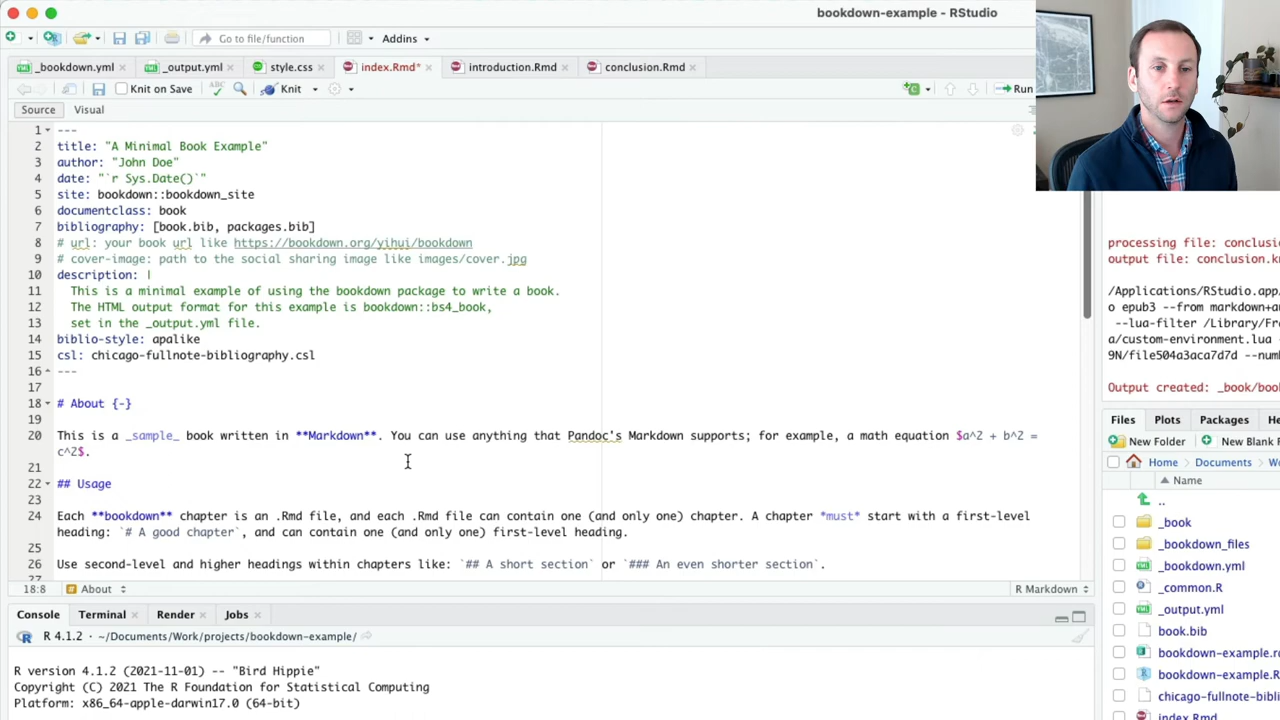 bookdown-example - RStudio
Go to file/function
Addins
_bookdown.yml
_output.yml
style.css
index.Rmd*
introduction.Rmd
conclusion.Rmd
Knit on Save
ABC
Knit
Run
Source
Visual
1 ---
2 title: "A Minimal Book Example"
3 author: "John Doe"
4 date: "`r Sys.Date()`"
5 site: bookdown::bookdown_site
6 documentclass: book
7 bibliography: [book.bib, packages.bib]
8 # url: your book url like https://bookdown.org/yihui/bookdown
9 # cover-image: path to the social sharing image like images/cover.jpg
10 description: |
11 This is a minimal example of using the bookdown package to write a book.
12 The HTML output format for this example is bookdown::bs4_book,
13 set in the _output.yml file.
14 biblio-style: apalike
15 csl: chicago-fullnote-bibliography.csl
16 ---
17
18 # About {-}
19
20 This is a _sample_ book written in **Markdown**. You can use anything that Pandoc's Markdown supports; for example, a math equation $a^2 + b^2 =
c^2$.
21
22 ## Usage
23
24 Each **bookdown** chapter is an .Rmd file, and each .Rmd file can contain one (and only one) chapter. A chapter *must* start with a first-level
heading: `# A good chapter`, and can contain one (and only one) first-level heading.
25
26 Use second-level and higher headings within chapters like: `## A short section` or `### An even shorter section`.
27
18:8
About
R Markdown
Console
Terminal
Render
Jobs
R 4.1.2 · ~/Documents/Work/projects/bookdown-example/
R version 4.1.2 (2021-11-01) -- "Bird Hippie"
Copyright (C) 2021 The R Foundation for Statistical Computing
Platform: x86_64-apple-darwin17.0 (64-bit)
processing file: conclusio
output file: conclusion.kn
/Applications/RStudio.app/
o epub3 --from markdown+au
--lua-filter /Library/Fra
a/custom-environment.lua
9N/file504a3aca7d7d --numb
Output created: _book/boo
Files
Plots
Packages
He
New Folder
New Blank F
Home
Documents
Wo
Name
..
_book
_bookdown_files
_bookdown.yml
_common.R
_output.yml
book.bib
bookdown-example.r
bookdown-example.R
chicago-fullnote-bibli
index.Rmd